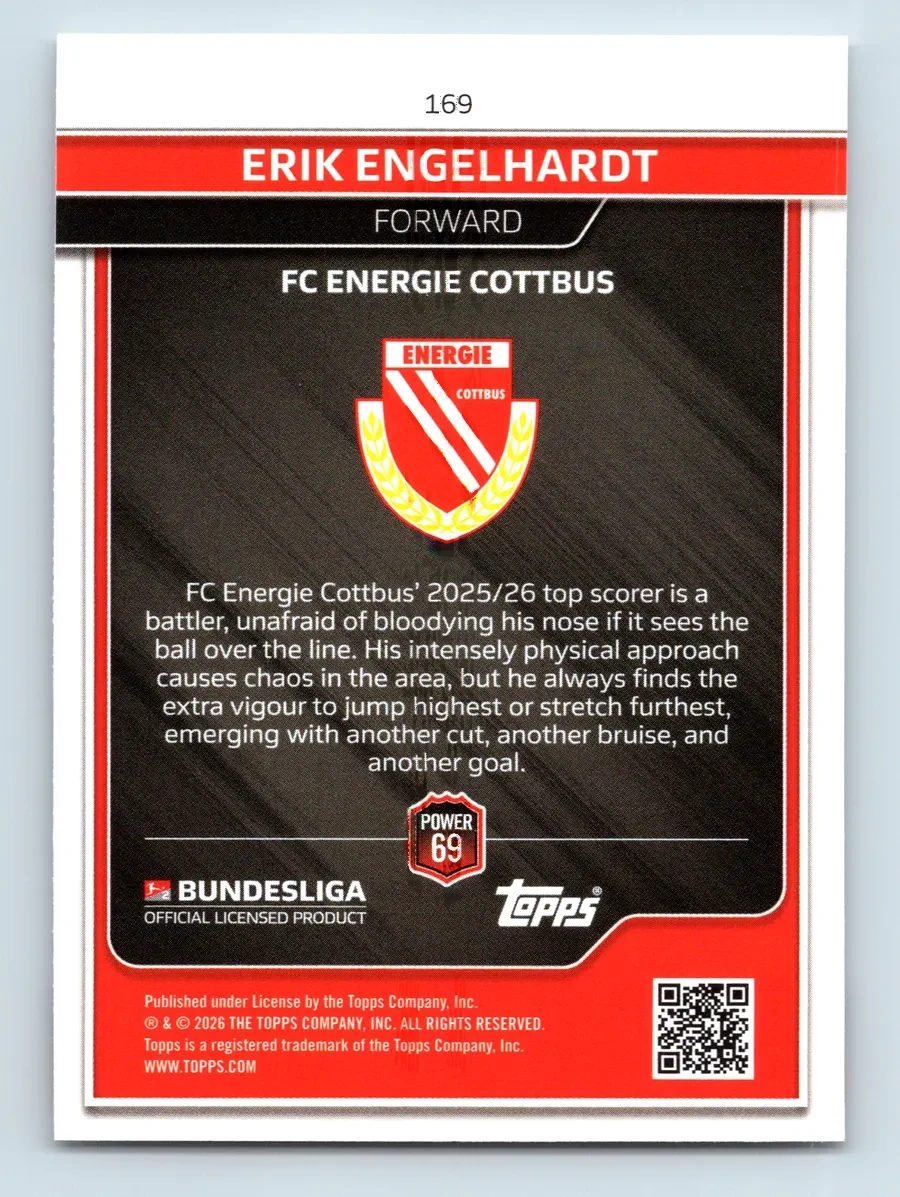 169
ERIK ENGELHARDT
FORWARD
FC ENERGIE COTTBUS
ENERGIE
COTTBUS
FC Energie Cottbus' 2025/26 top scorer is a
battler, unafraid of bloodying his nose if it sees the
ball over the line. His intensely physical approach
causes chaos in the area, but he always finds the
extra vigour to jump highest or stretch furthest,
emerging with another cut, another bruise, and
another goal.
POWER
69
2 BUNDESLIGA
OFFICIAL LICENSED PRODUCT
Topps®
Published under License by the Topps Company, Inc.
® & © 2026 THE TOPPS COMPANY, INC. ALL RIGHTS RESERVED.
Topps is a registered trademark of the Topps Company, Inc.
WWW.TOPPS.COM